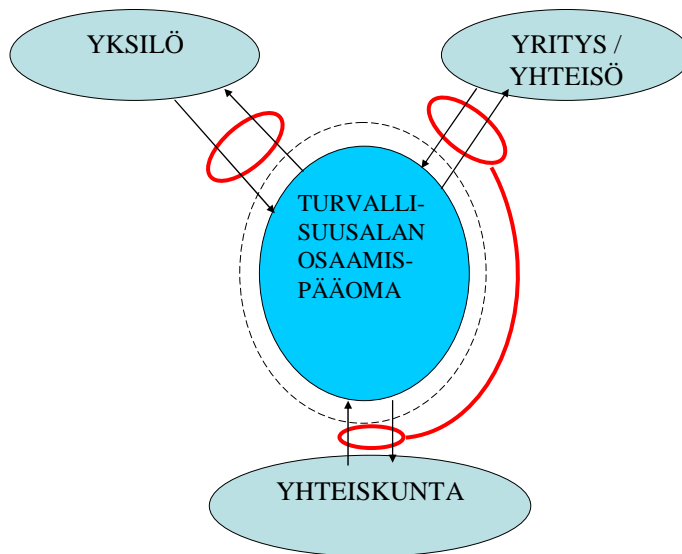 YKSILÖ
YRITYS /
YHTEISÖ
TURVALLI-
SUUSALAN
OSAAMIS-
PÄÄOMA
YHTEISKUNTA